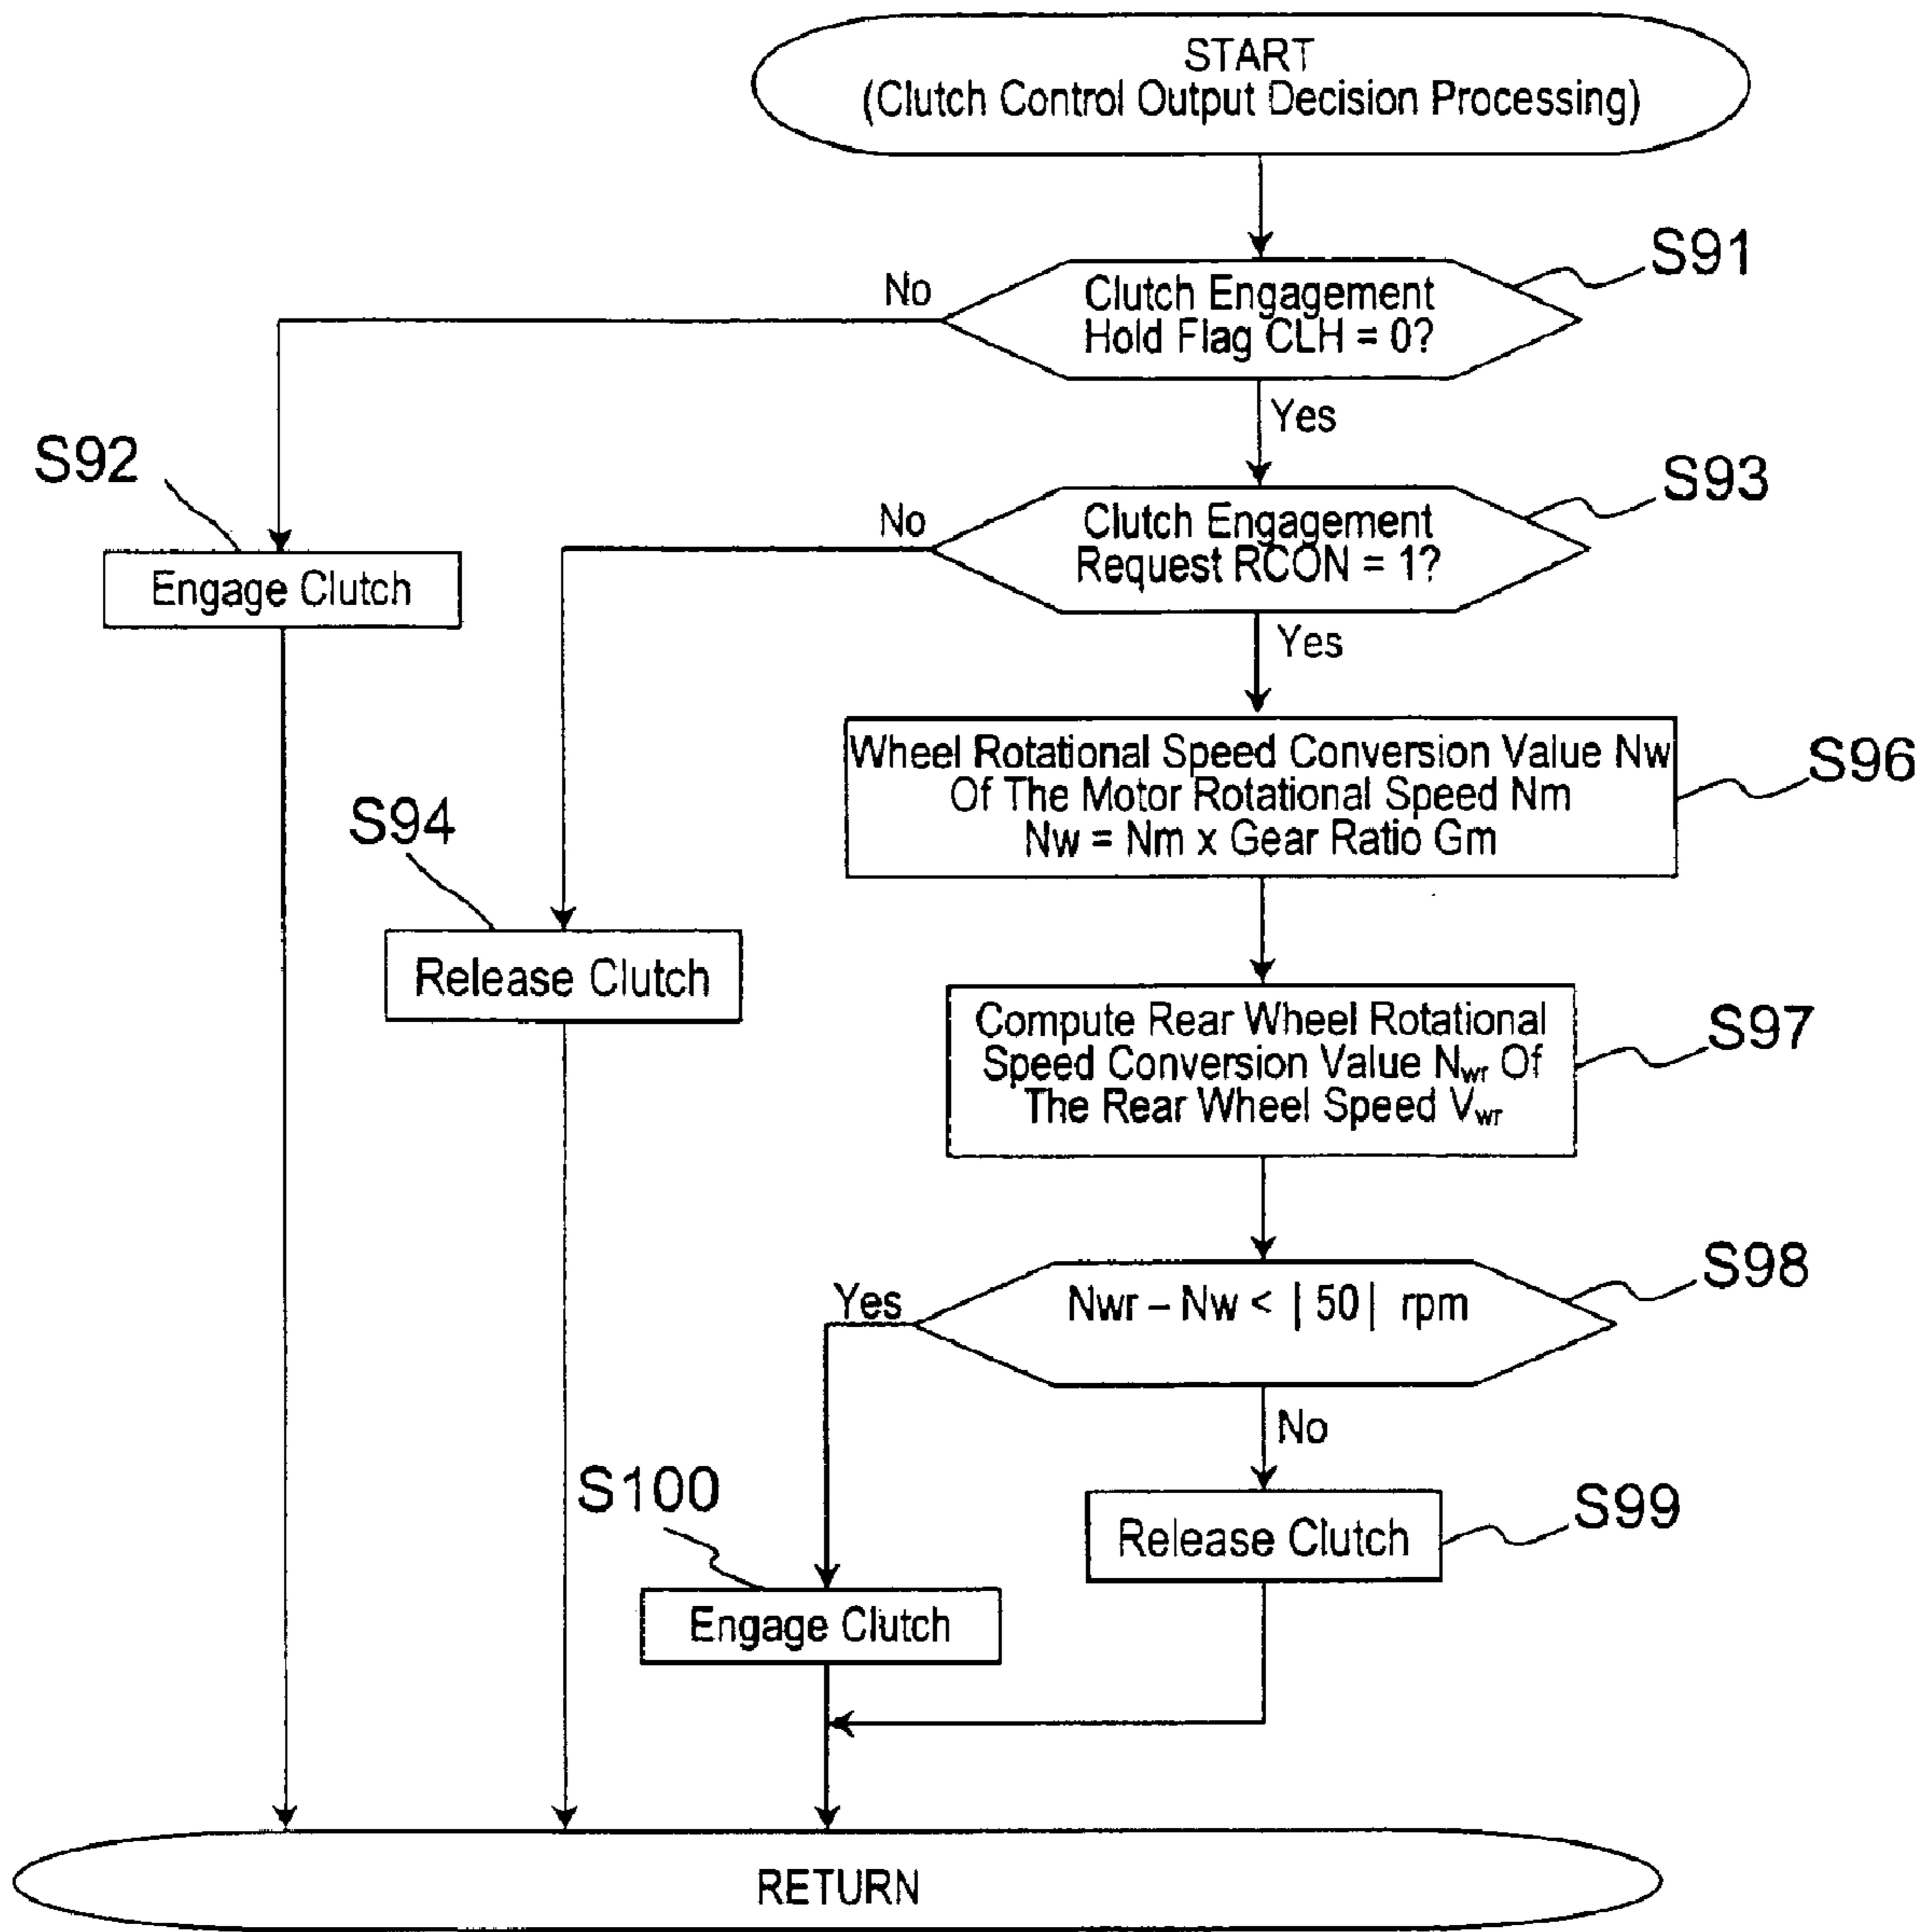 START
(Clutch Control Output Decision Processing)
S91
No
Clutch Engagement
Hold Flag CLH = 0?
Yes
S92
S93
No
Clutch Engagement
Request RCON = 1?
Engage Clutch
Yes
S96
Wheel Rotational Speed Conversion Value Nw
Of The Motor Rotational Speed Nm
Nw = Nm x Gear Ratio Gm
S94
Release Clutch
S97
Compute Rear Wheel Rotational
Speed Conversion Value Nwr Of
The Rear Wheel Speed Vwr
S98
Yes
Nwr – Nw < | 50 | rpm
No
S100
S99
Release Clutch
Engage Clutch
RETURN